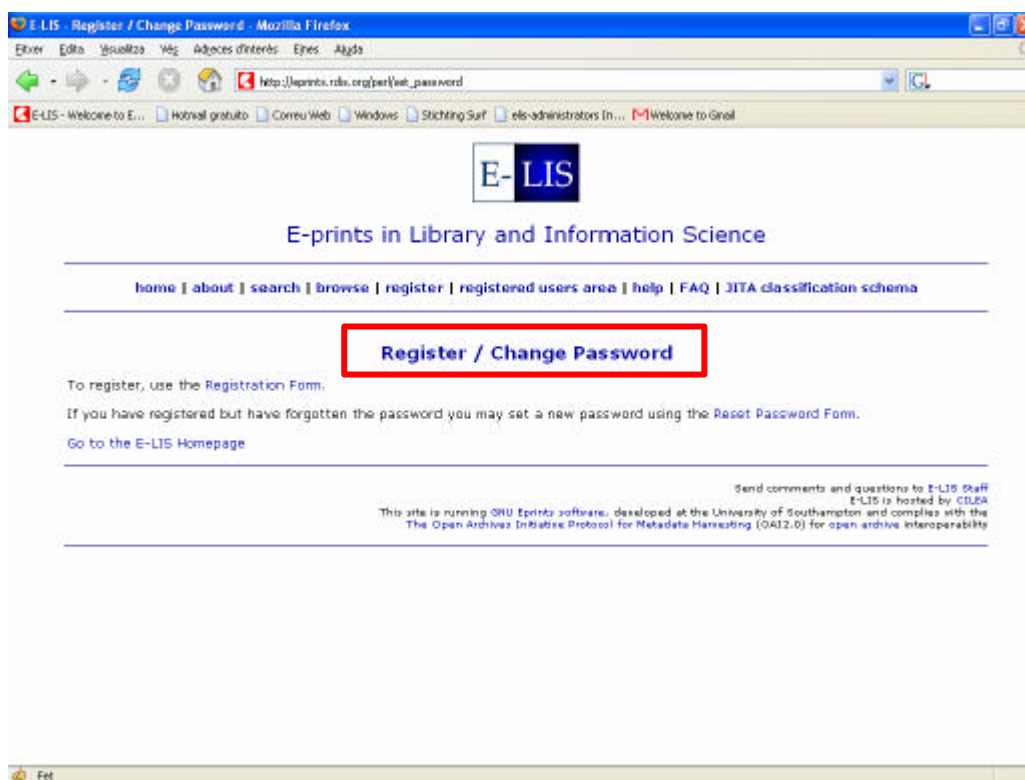 E-LIS - Register / Change Password - Mozilla Firefox
Fitxer Edita Visualitza Vés Adreces d'interès Eines Ajuda
http://eprints.rclis.org/perl/set_password
E-LIS - Welcome to E... Hotmail gratuito Correu Web Windows Stichting Surf elis-administrators In... Welcome to Gmail
E-LIS
E-prints in Library and Information Science
home | about | search | browse | register | registered users area | help | FAQ | JITA classification schema
Register / Change Password
To register, use the Registration Form.
If you have registered but have forgotten the password you may set a new password using the Reset Password Form.
Go to the E-LIS Homepage
Send comments and questions to E-LIS Staff
E-LIS is hosted by CILEA
This site is running GNU Eprints software, developed at the University of Southampton and complies with the
The Open Archives Initiative Protocol for Metadata Harvesting (OAI2.0) for open archive interoperability
Fet